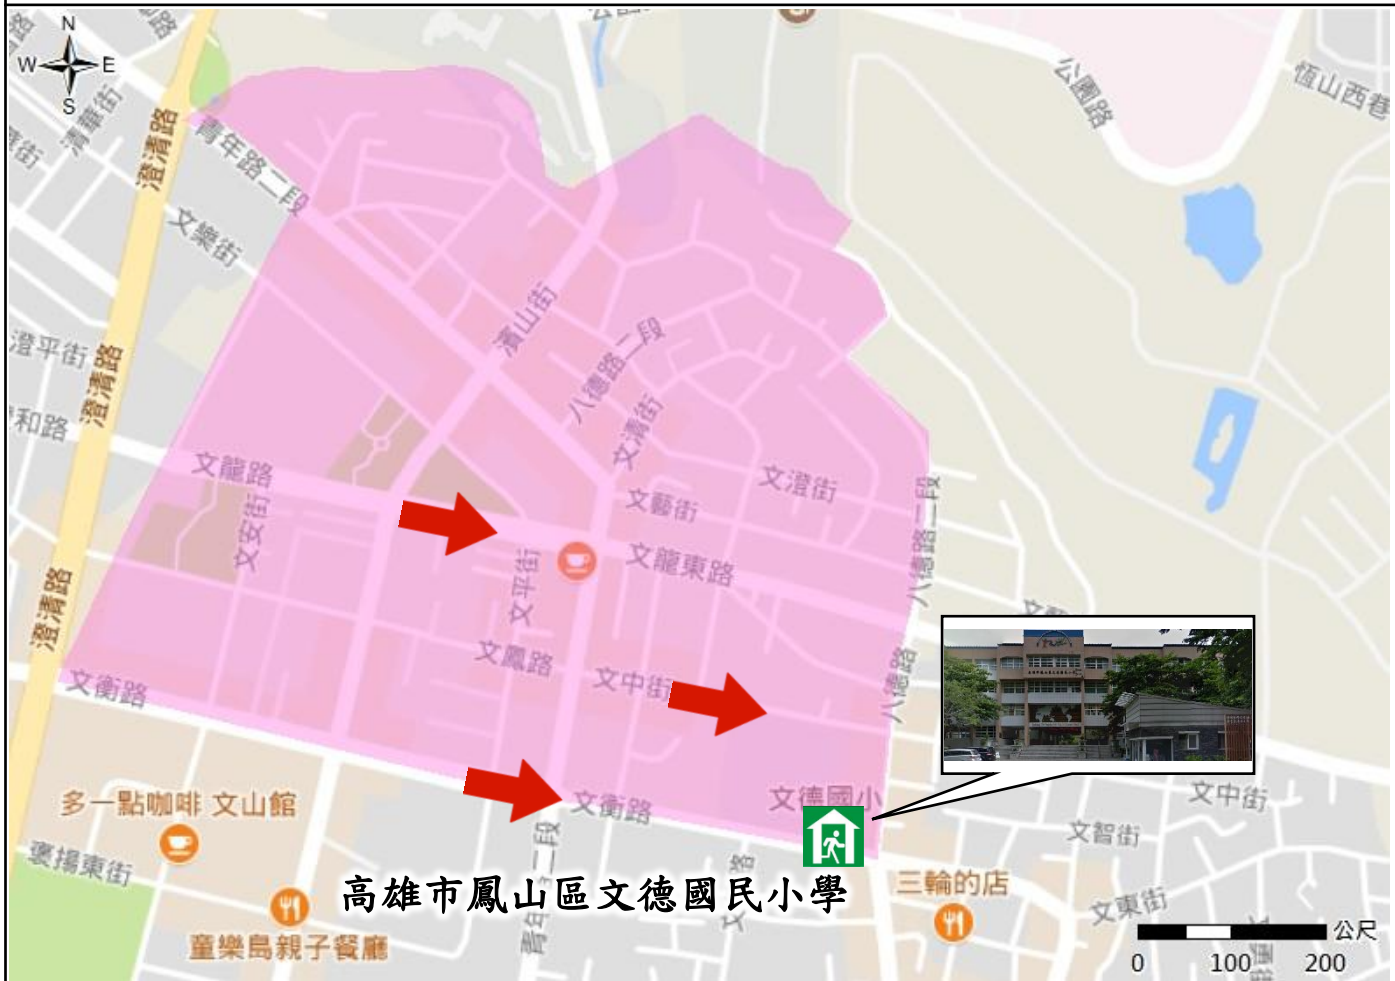 N
W E
S
公園路
恆山西巷
清華街
澄清路
青年路二段
文樂街
濱山街
澄平街
澄清路
八德路二段
文濤街
和路
文龍路
文澄街
文藝街
文安街
八德路二段
文龍東路
文平街
澄清路
文鳳路
文中街
八德路
文衡路
文德國小
文中街
多一點咖啡 文山館
文衡路
文智街
褒揚東街
高雄市鳳山區文德國民小學
三輪的店
文東街
童樂島親子餐廳
公尺
0 100 200